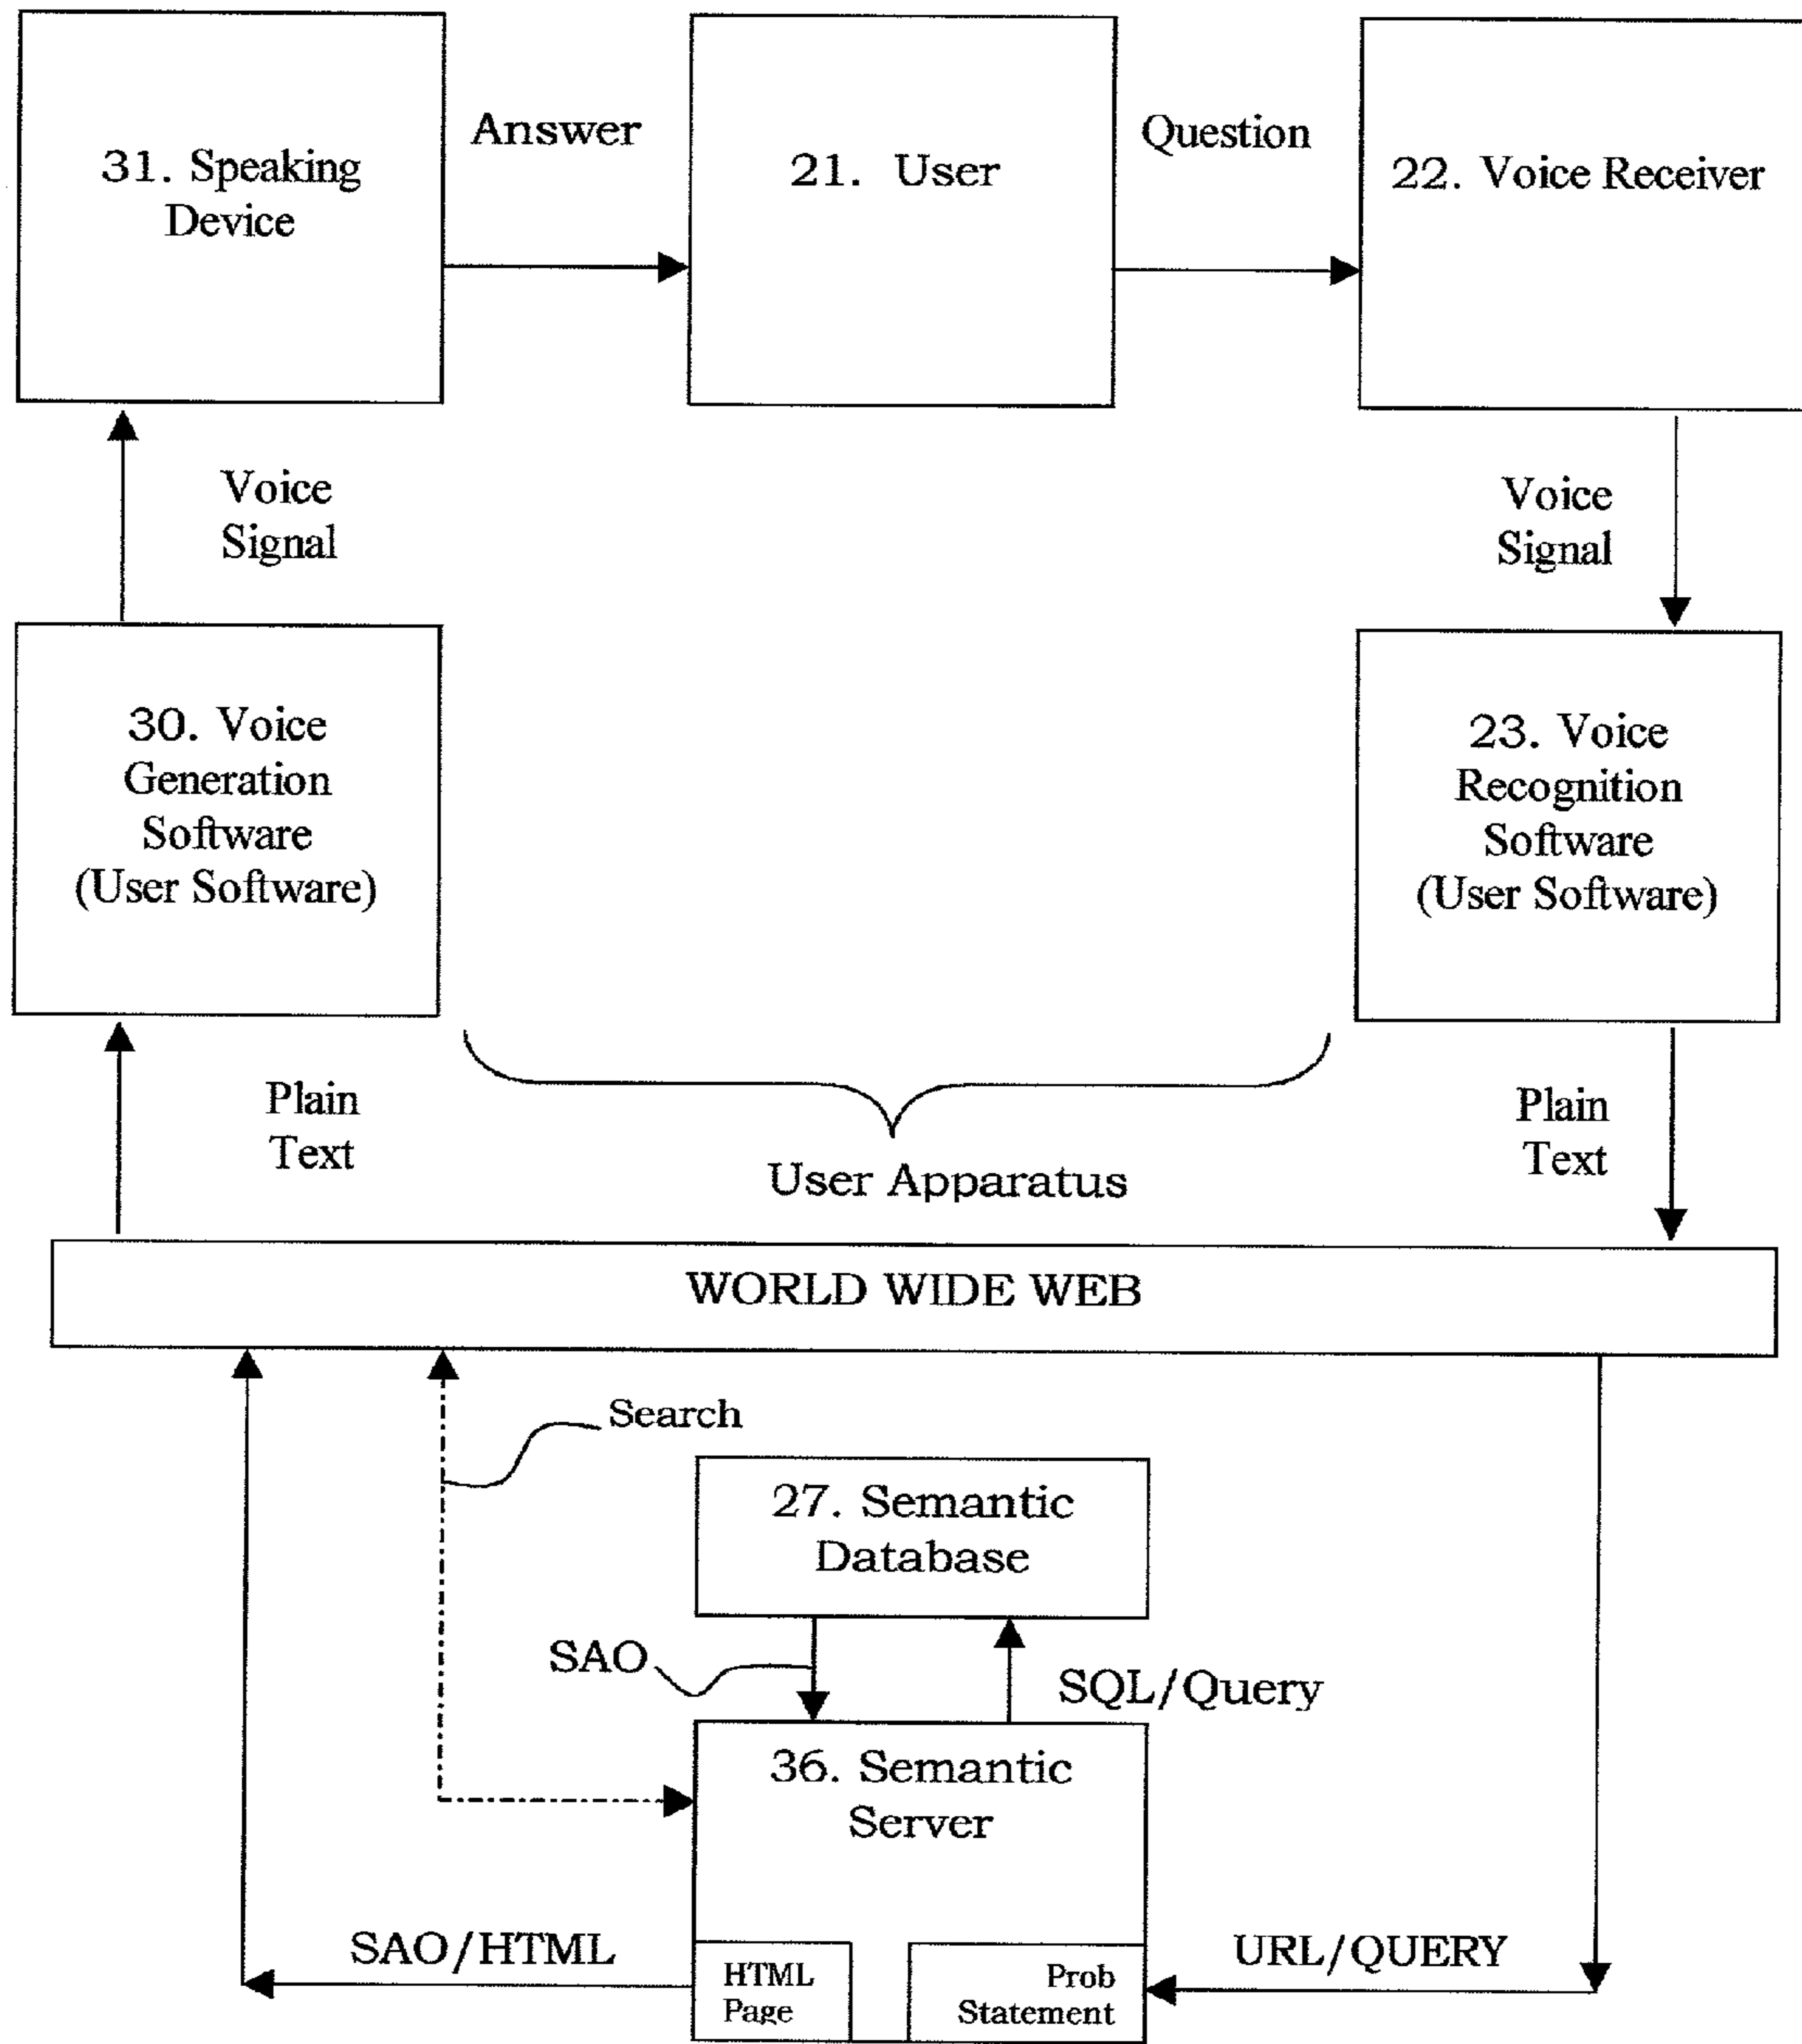 31. Speaking
Device
Answer
21. User
Question
22. Voice Receiver
Voice
Signal
Voice
Signal
30. Voice
Generation
Software
(User Software)
23. Voice
Recognition
Software
(User Software)
Plain
Text
User Apparatus
Plain
Text
WORLD WIDE WEB
Search
27. Semantic
Database
SAO
SQL/Query
36. Semantic
Server
SAO/HTML
HTML
Page
Prob
Statement
URL/QUERY